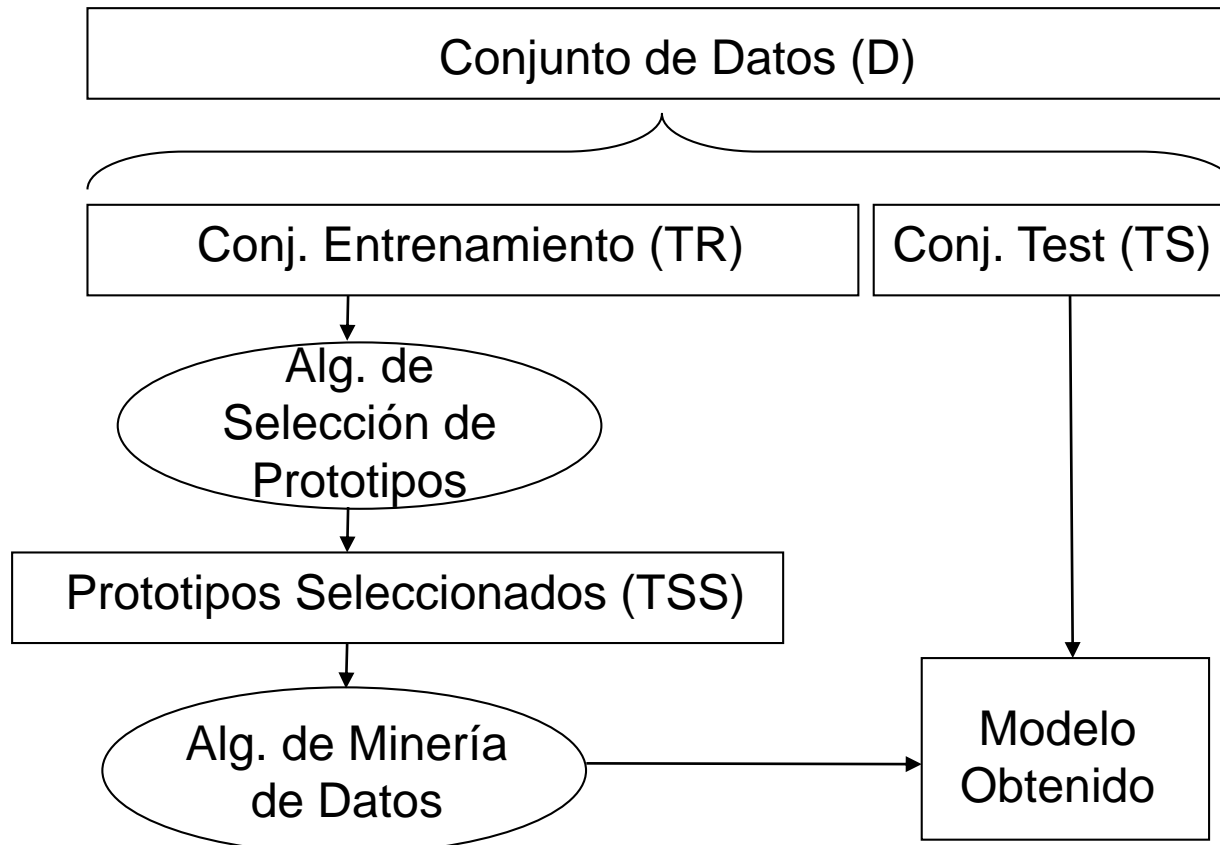 Conjunto de Datos (D)
Conj. Entrenamiento (TR)
Conj. Test (TS)
Alg. de
Selección de
Prototipos
Prototipos Seleccionados (TSS)
Alg. de Minería
de Datos
Modelo
Obtenido